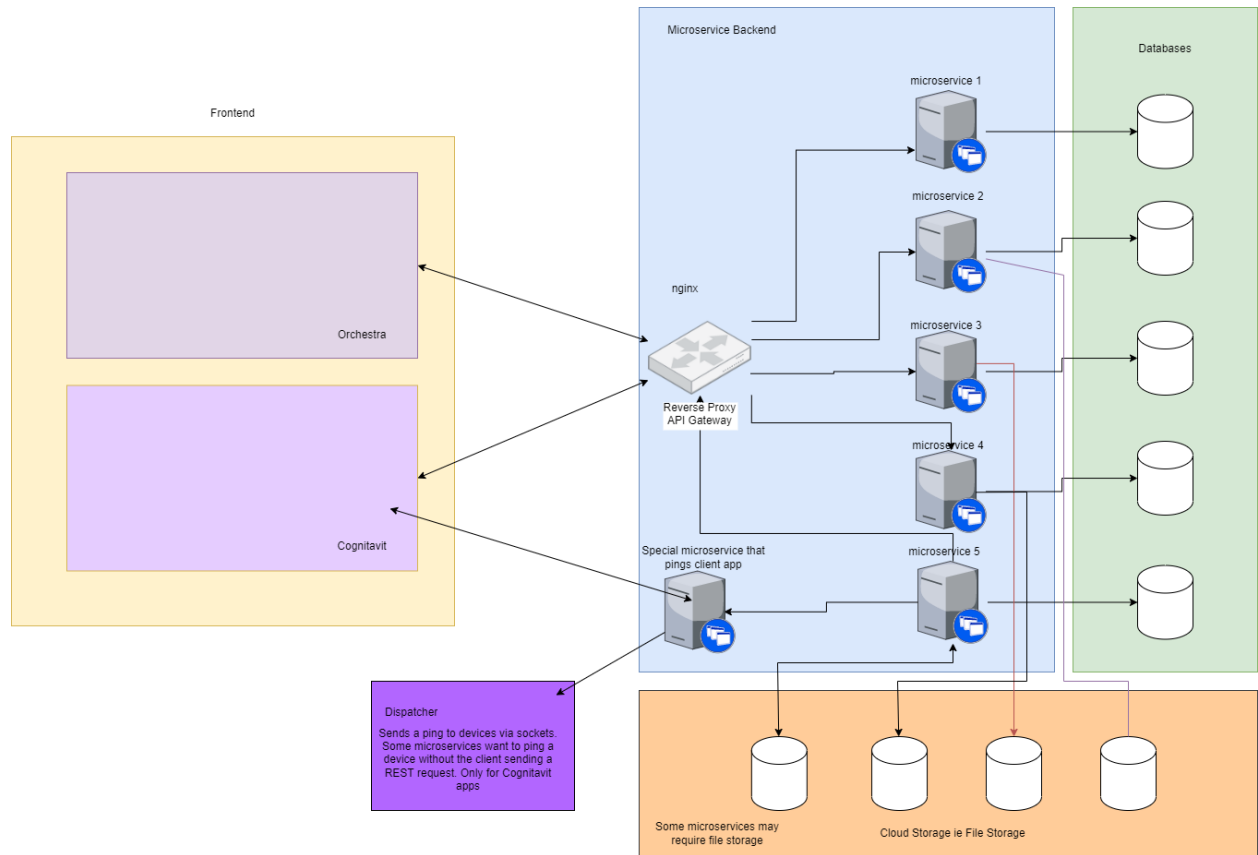 Microservice Backend
Databases
microservice 1
Frontend
microservice 2
nginx
microservice 3
Orchestra
Reverse Proxy
API Gateway
microservice 4
Cognitavit
Special microservice that
pings client app
microservice 5
Dispatcher
Sends a ping to devices via sockets.
Some microservices want to ping a
device without the client sending a
REST request. Only for Cognitavit
apps
Some microservices may
require file storage
Cloud Storage ie File Storage